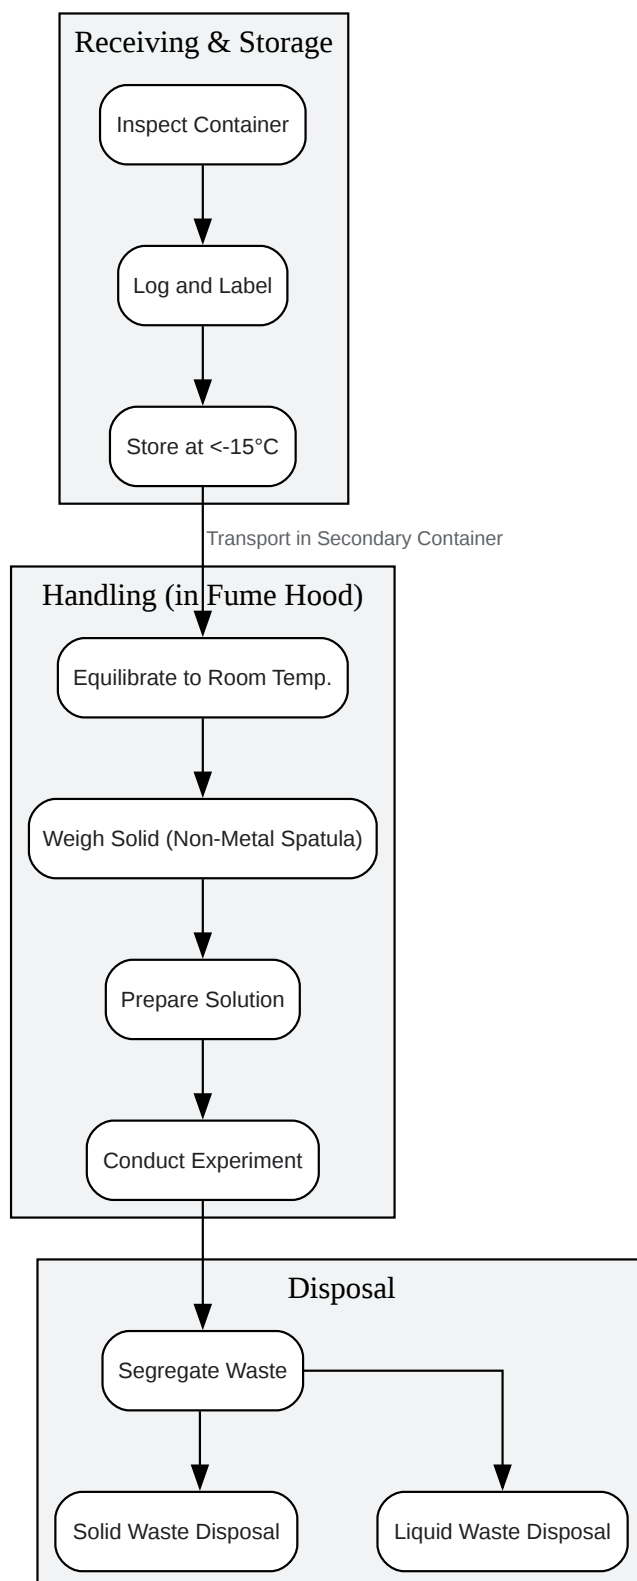 Receiving & Storage
Inspect Container
Log and Label
Store at <-15°C
Transport in Secondary Container
Handling (in Fume Hood)
Equilibrate to Room Temp.
Weigh Solid (Non-Metal Spatula)
Prepare Solution
Conduct Experiment
Disposal
Segregate Waste
Solid Waste Disposal
Liquid Waste Disposal